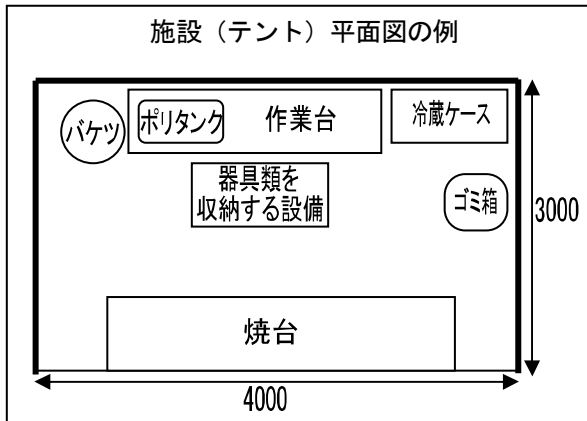 施設（テント）平面図の例
バケツ
ポリタンク
作業台
冷蔵ケース
器具類を
収納する設備
ゴミ箱
3000
焼台
4000